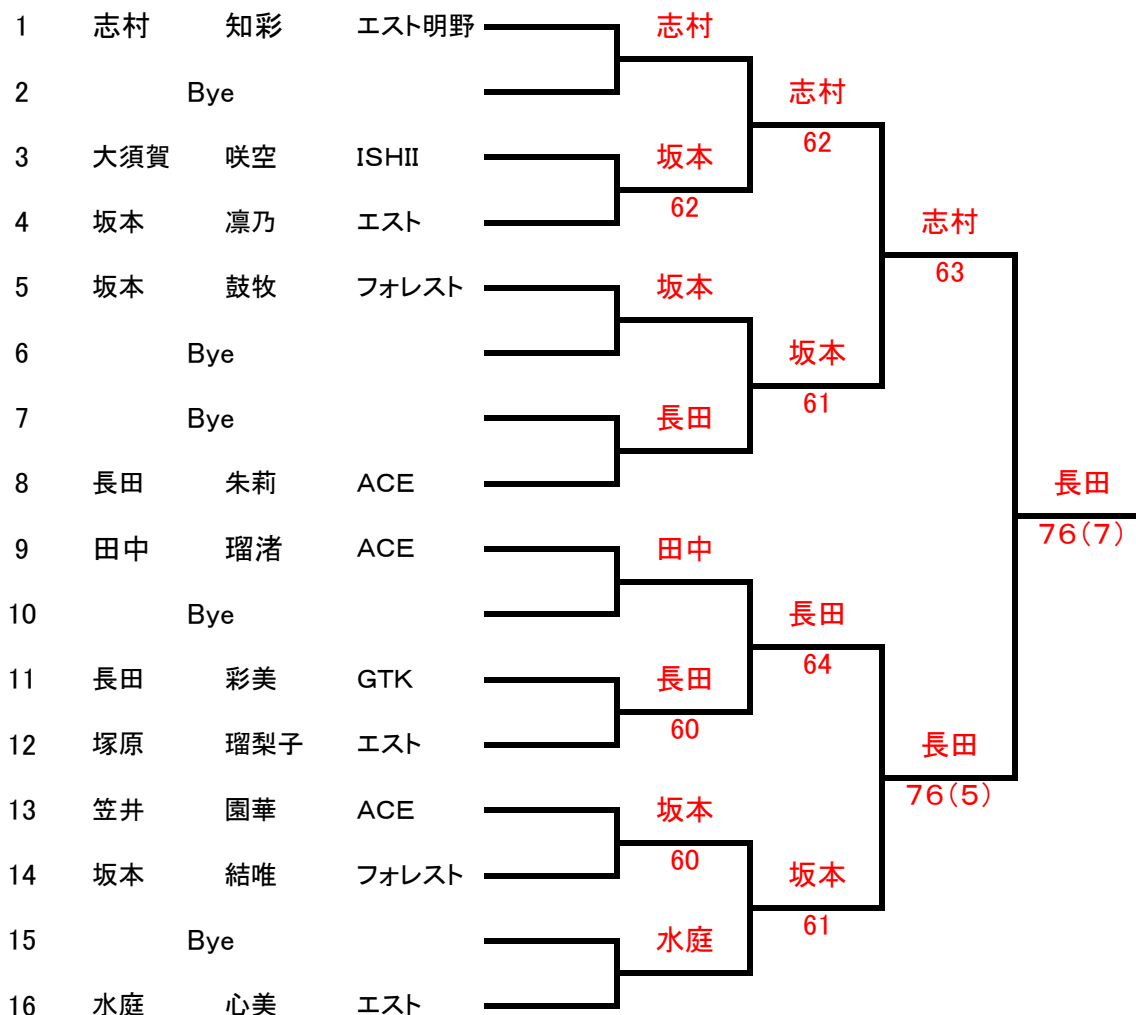 1 志村 知彩 エスト明野 志村
2 Bye 志村
62
3 大須賀 咲空 ISHII 坂本
62
4 坂本 凛乃 エスト 志村
63
5 坂本 鼓牧 フォレスト 坂本
6 Bye 坂本
61
7 Bye 長田
8 長田 朱莉 ACE 長田
76(7)
9 田中 瑠渚 ACE 田中
10 Bye 長田
64
11 長田 彩美 GTK 長田
60
12 塚原 瑠梨子 エスト 長田
76(5)
13 笠井 園華 ACE 坂本
60
14 坂本 結唯 フォレスト 坂本
61
15 Bye 水庭
16 水庭 心美 エスト